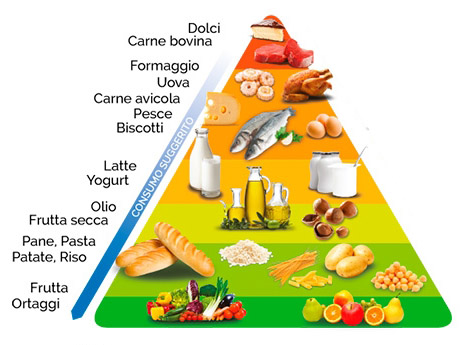 Dolci
Carne bovina
Formaggio
Uova
Carne avicola
Pesce
Biscotti
Latte
Yogurt
Olio
Frutta secca
Pane, Pasta
Patate, Riso
Frutta
Ortaggi
CONSUMO SUGGERITO